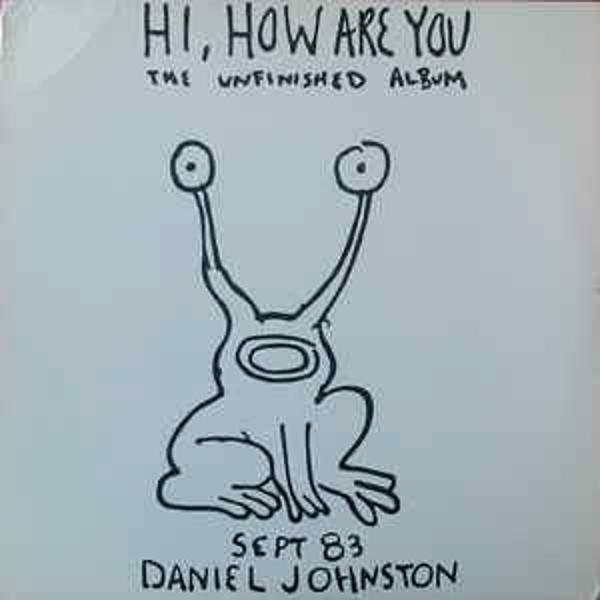 HI, HOW ARE YOU
THE UNFINISHED ALBUM
SEPT 83
DANIEL JOHNSTON